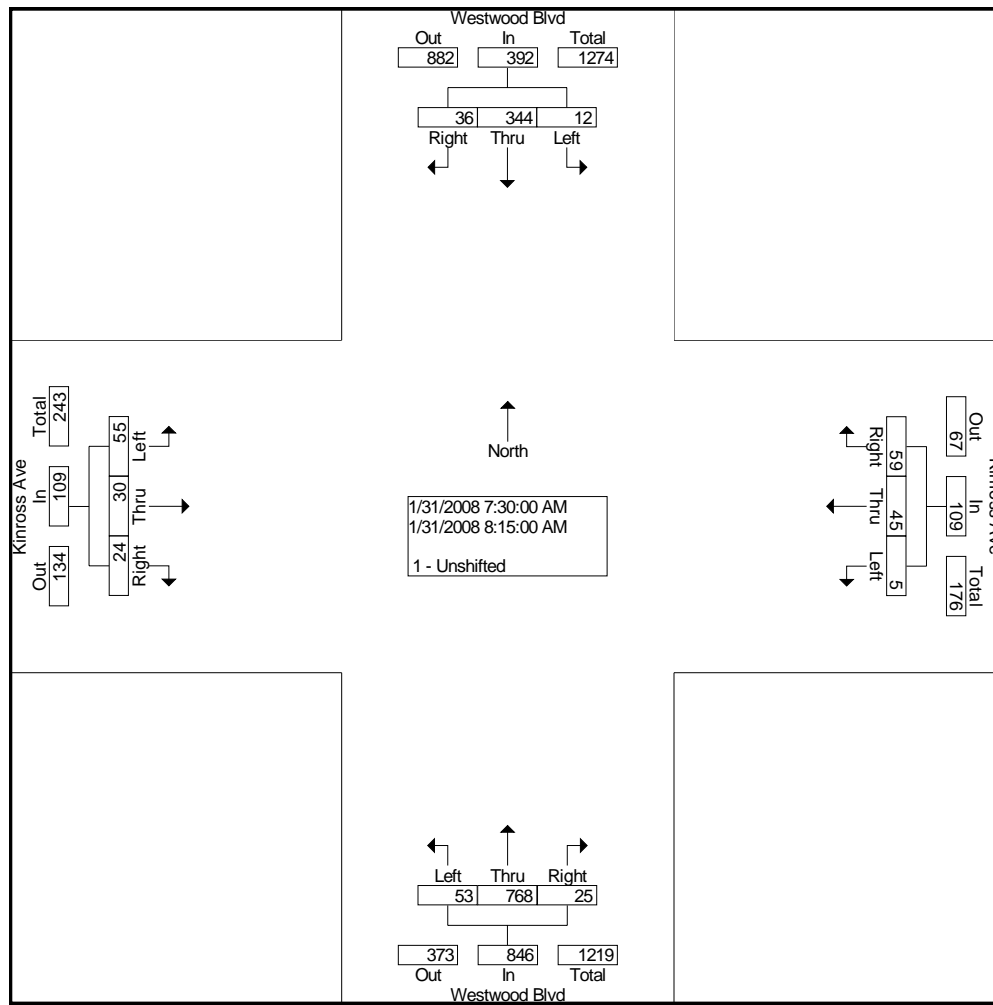 Westwood Blvd
Out In Total
882 392 1274
36 344 12
Right Thru Left
Kinross Ave
Total In Out
243 109 134
55 30 24
Left Thru Right
North
1/31/2008 7:30:00 AM
1/31/2008 8:15:00 AM
1 - Unshifted
Right Thru Left
59 45 5
Out In Total
67 109 176
Kinross Ave
Left Thru Right
53 768 25
373 846 1219
Out In Total
Westwood Blvd